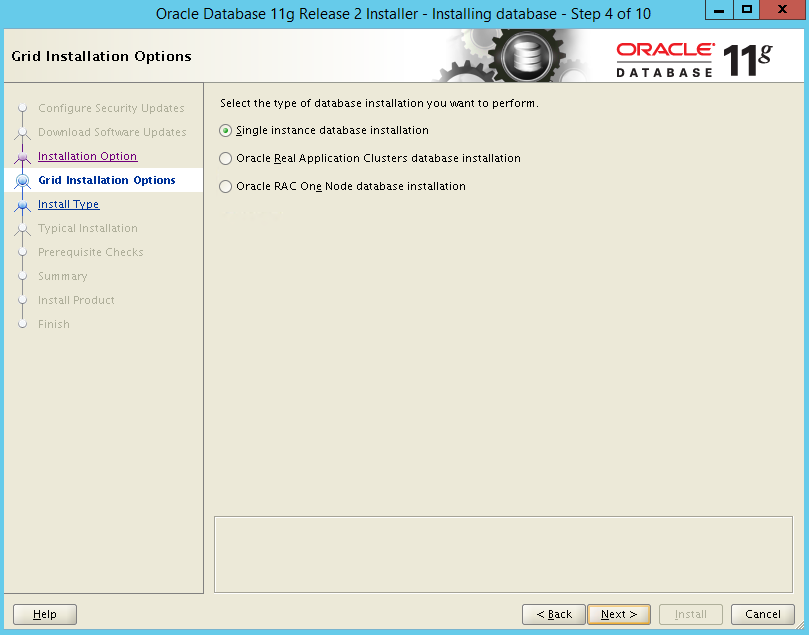 Oracle Database 11g Release 2 Installer - Installing database - Step 4 of 10
Grid Installation Options
ORACLE
DATABASE
11g
Configure Security Updates
Download Software Updates
Installation Option
Grid Installation Options
Install Type
Typical Installation
Prerequisite Checks
Summary
Install Product
Finish
Select the type of database installation you want to perform.
Single instance database installation
Oracle Real Application Clusters database installation
Oracle RAC One Node database installation
Help
< Back
Next >
Install
Cancel